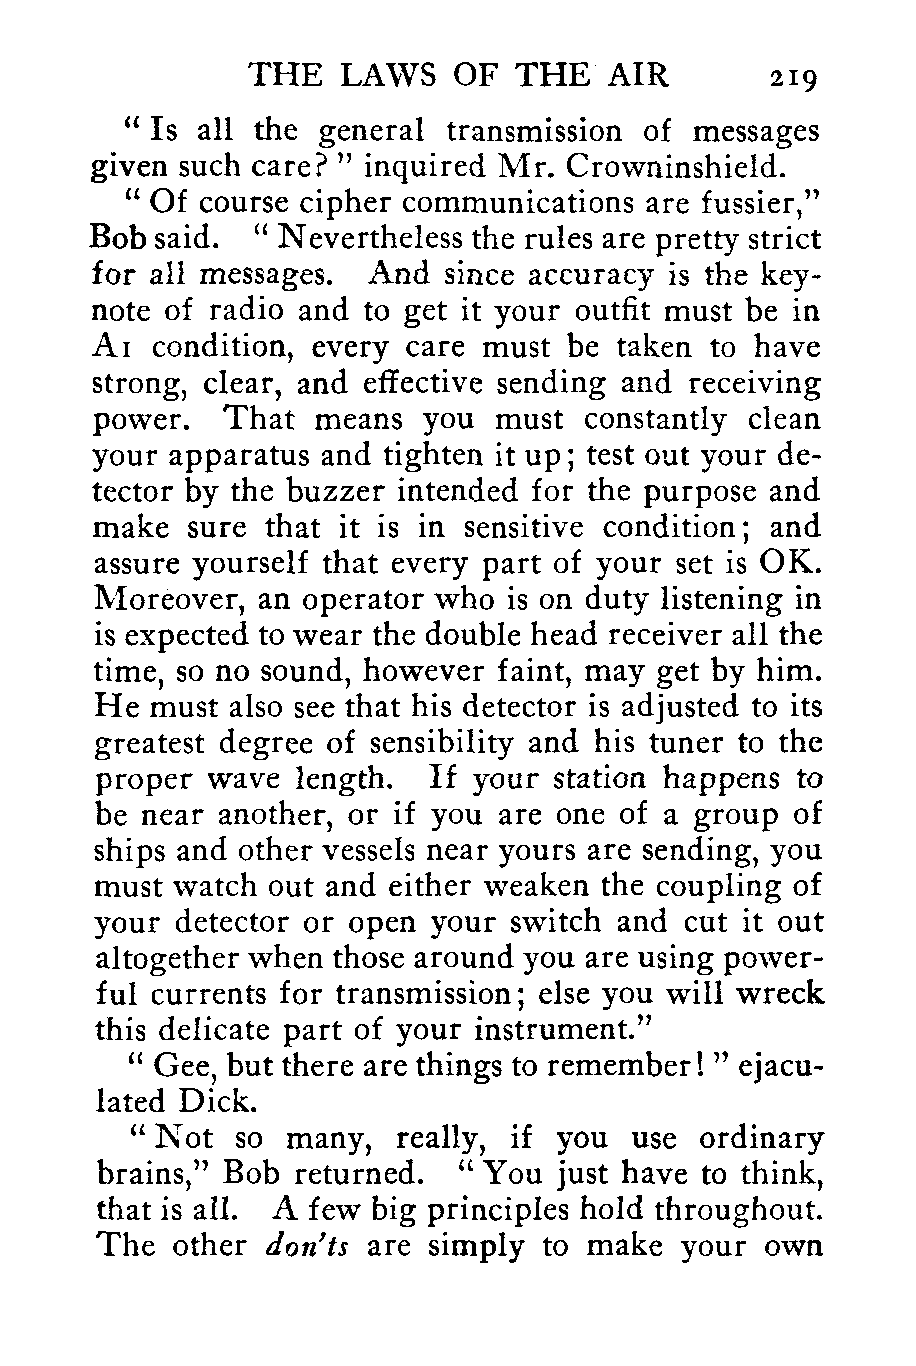 THE LAWS OF THE AIR 219
“ Is all the general transmission of messages
given such care? ” inquired Mr. Crowninshield.
“ Of course cipher communications are fussier,”
Bob said. “ Nevertheless the rules are pretty strict
for all messages. And since accuracy is the key-
note of radio and to get it your outfit must be in
A1 condition, every care must be taken to have
strong, clear, and effective sending and receiving
power. That means you must constantly clean
your apparatus and tighten it up; test out your de-
tector by the buzzer intended for the purpose and
make sure that it is in sensitive condition; and
assure yourself that every part of your set is OK.
Moreover, an operator who is on duty listening in
is expected to wear the double head receiver all the
time, so no sound, however faint, may get by him.
He must also see that his detector is adjusted to its
greatest degree of sensibility and his tuner to the
proper wave length. If your station happens to
be near another, or if you are one of a group of
ships and other vessels near yours are sending, you
must watch out and either weaken the coupling of
your detector or open your switch and cut it out
altogether when those around you are using power-
ful currents for transmission; else you will wreck
this delicate part of your instrument.”
“ Gee, but there are things to remember! ” ejacu-
lated Dick.
“ Not so many, really, if you use ordinary
brains,” Bob returned. “ You just have to think,
that is all. A few big principles hold throughout.
The other don’ts are simply to make your own